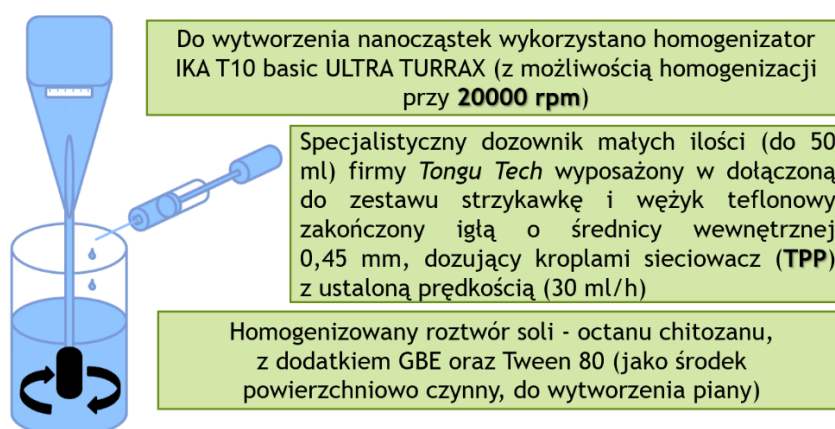 Do wytworzenia nanocząstek wykorzystano homogenizator
IKA T10 basic ULTRA TURRAX (z możliwością homogenizacji
przy 20000 rpm)
Specjalistyczny dozownik małych ilości (do 50
ml) firmy Tongu Tech wyposażony w dołączoną
do zestawu strzykawkę i wężyk teflonowy
zakończony igłą o średnicy wewnętrznej
0,45 mm, dozujący kroplami sieciowacz (TPP)
z ustaloną prędkością (30 ml/h)
Homogenizowany roztwór soli - octanu chitozanu,
z dodatkiem GBE oraz Tween 80 (jako środek
powierzchniowo czynny, do wytworzenia piany)